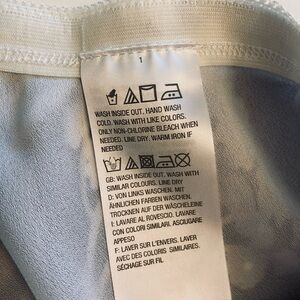 1
WASH INSIDE OUT. HAND WASH
COLD. WASH WITH LIKE COLORS.
ONLY NON-CHLORINE BLEACH WHEN
NEEDED. LINE DRY. WARM IRON IF
NEEDED
GB: WASH INSIDE OUT. WASH WITH
SIMILAR COLOURS. LINE DRY
D: VON LINKS WASCHEN. MIT
ÄHNLICHEN FARBEN WASCHEN.
TROCKNEN AUF DER WÄSCHELEINE
I: LAVARE AL ROVESCIO. LAVARE
CON COLORI SIMILARI. ASCIUGARE
APPESO
F: LAVER SUR L'ENVERS. LAVER
AVEC DES COLORIS SIMILAIRES.
SÉCHAGE SUR FIL